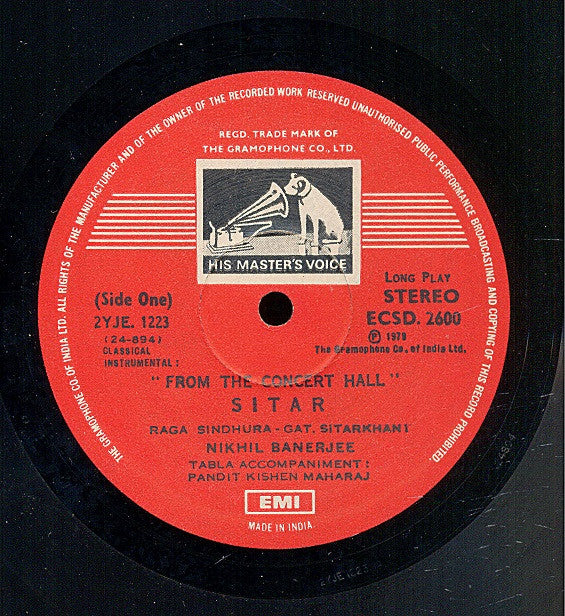 THE GRAMOPHONE CO. OF INDIA LTD. ALL RIGHTS OF THE MANUFACTURER AND OF THE OWNER OF THE RECORDED WORK RESERVED UNAUTHORISED PUBLIC PERFORMANCE BROADCASTING AND COPYING OF THIS RECORD PROHIBITED.
REGD. TRADE MARK OF
THE GRAMOPHONE CO., LTD.
HIS MASTER'S VOICE
(Side One)
2YJE. 1223
(24-894)
CLASSICAL
INSTRUMENTAL:
LONG PLAY
STEREO
ECSD. 2600
Ⓟ 1979
The Gramophone Co. of India Ltd.
"FROM THE CONCERT HALL"
SITAR
RAGA SINDHURA - GAT. SITARKHANI
NIKHIL BANERJEE
TABLA ACCOMPANIMENT:
PANDIT KISHEN MAHARAJ
EMI
MADE IN INDIA